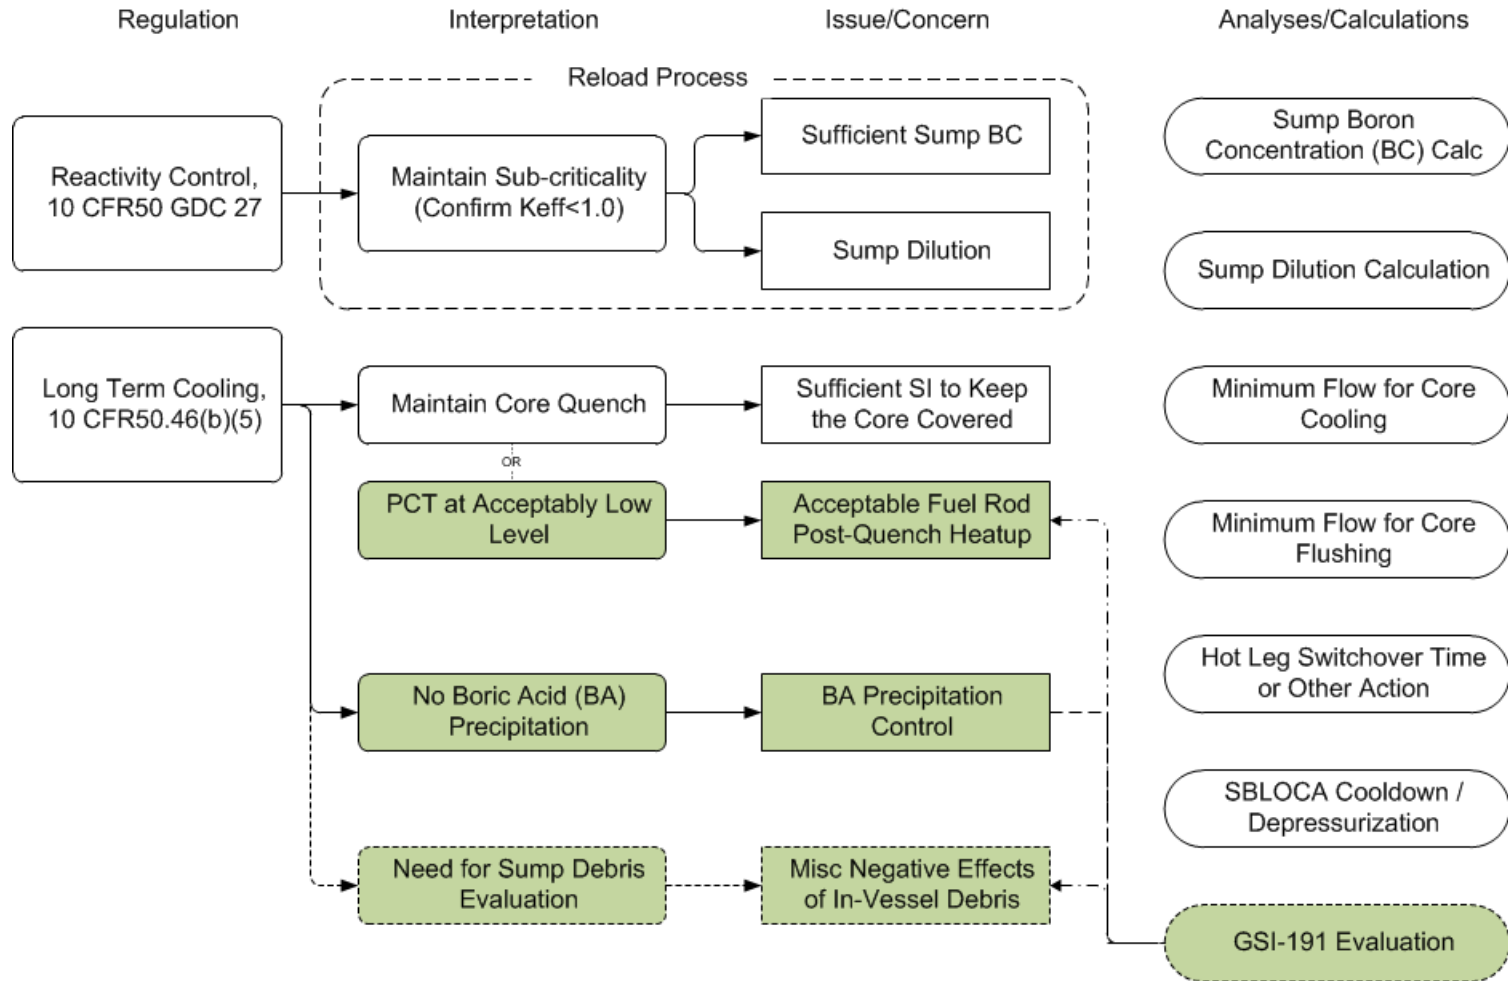 Regulation
Interpretation
Issue/Concern
Analyses/Calculations
Reload Process
Reactivity Control,
10 CFR50 GDC 27
Maintain Sub-criticality
(Confirm Keff<1.0)
Sufficient Sump BC
Sump Dilution
Sump Boron
Concentration (BC) Calc
Sump Dilution Calculation
Long Term Cooling,
10 CFR50.46(b)(5)
Maintain Core Quench
Sufficient SI to Keep
the Core Covered
Minimum Flow for Core
Cooling
OR
PCT at Acceptably Low
Level
Acceptable Fuel Rod
Post-Quench Heatup
Minimum Flow for Core
Flushing
No Boric Acid (BA)
Precipitation
BA Precipitation
Control
Hot Leg Switchover Time
or Other Action
SBLOCA Cooldown /
Depressurization
Need for Sump Debris
Evaluation
Misc Negative Effects
of In-Vessel Debris
GSI-191 Evaluation